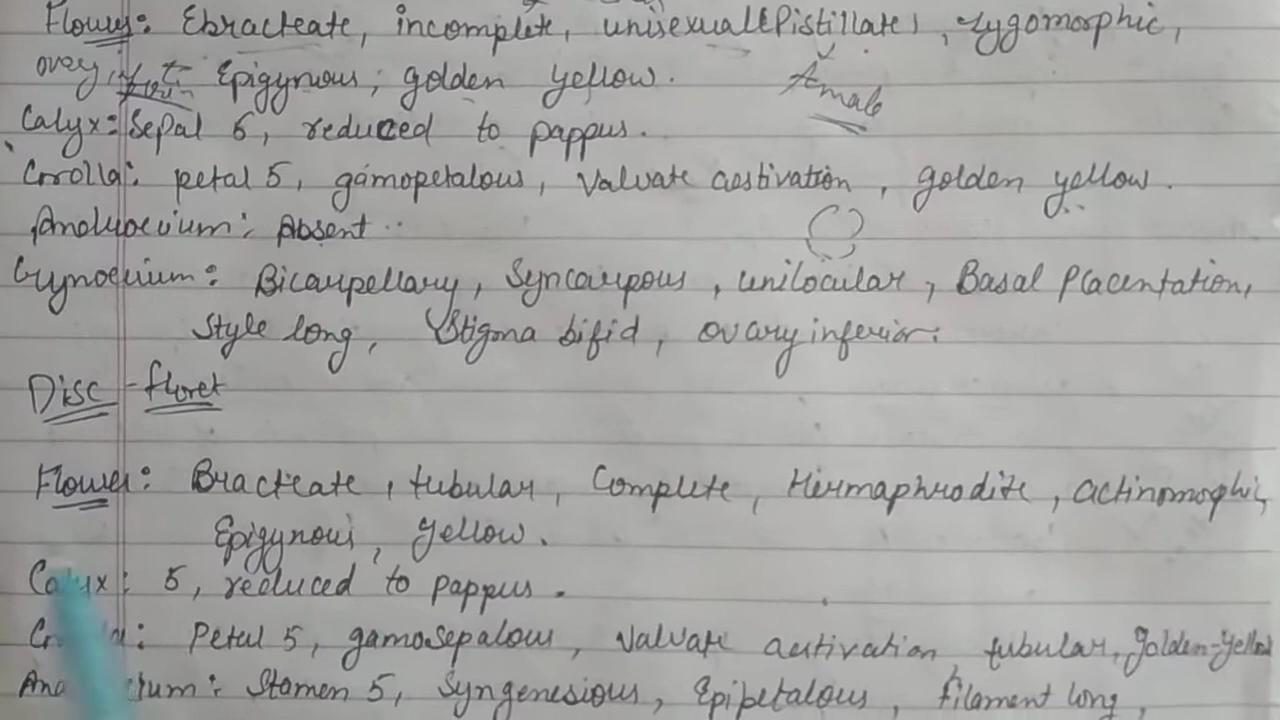 Flower: Ebracteate, incomplete, unisexual (Pistillate), zygomorphic,
Female
ovary, Epigynous, golden yellow.
Calyx: Sepal 5, reduced to pappus.
Corolla: petal 5, gamopetalous, valvate aestivation, golden yellow.
Androecium: Absent
Gynoecium: Bicarpellary, Syncarpous, unilocular, Basal Placentation,
Style long, Stigma bifid, ovary inferior.
Disc-floret
Flower: Bracteate, tubular, Complete, Hermaphrodite, actinomorphic,
Epigynous, yellow.
Calyx: 5, reduced to pappus.
Petal 5, gamosepalous, valvate aestivation, tubular, golden-yellow
Stamen 5, Syngenesious, Epipetalous, filament long,